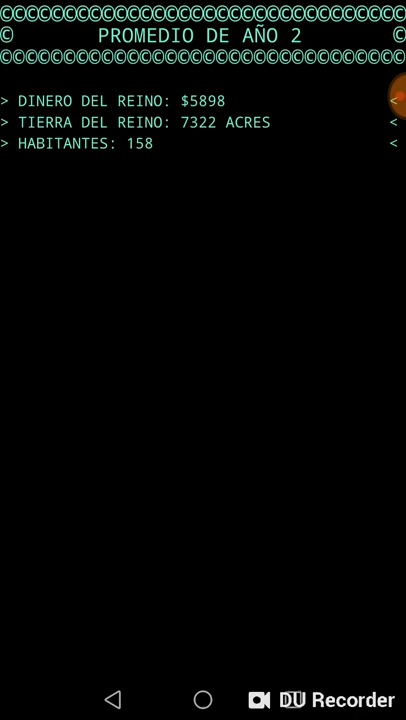 ©©©©©©©©©©©©©©©©©©©©©©©©©©©©©©©©
© PROMEDIO DE AÑO 2 ©
©©©©©©©©©©©©©©©©©©©©©©©©©©©©©©©©
> DINERO DEL REINO: $5898 <
> TIERRA DEL REINO: 7322 ACRES <
> HABITANTES: 158 <
DU Recorder